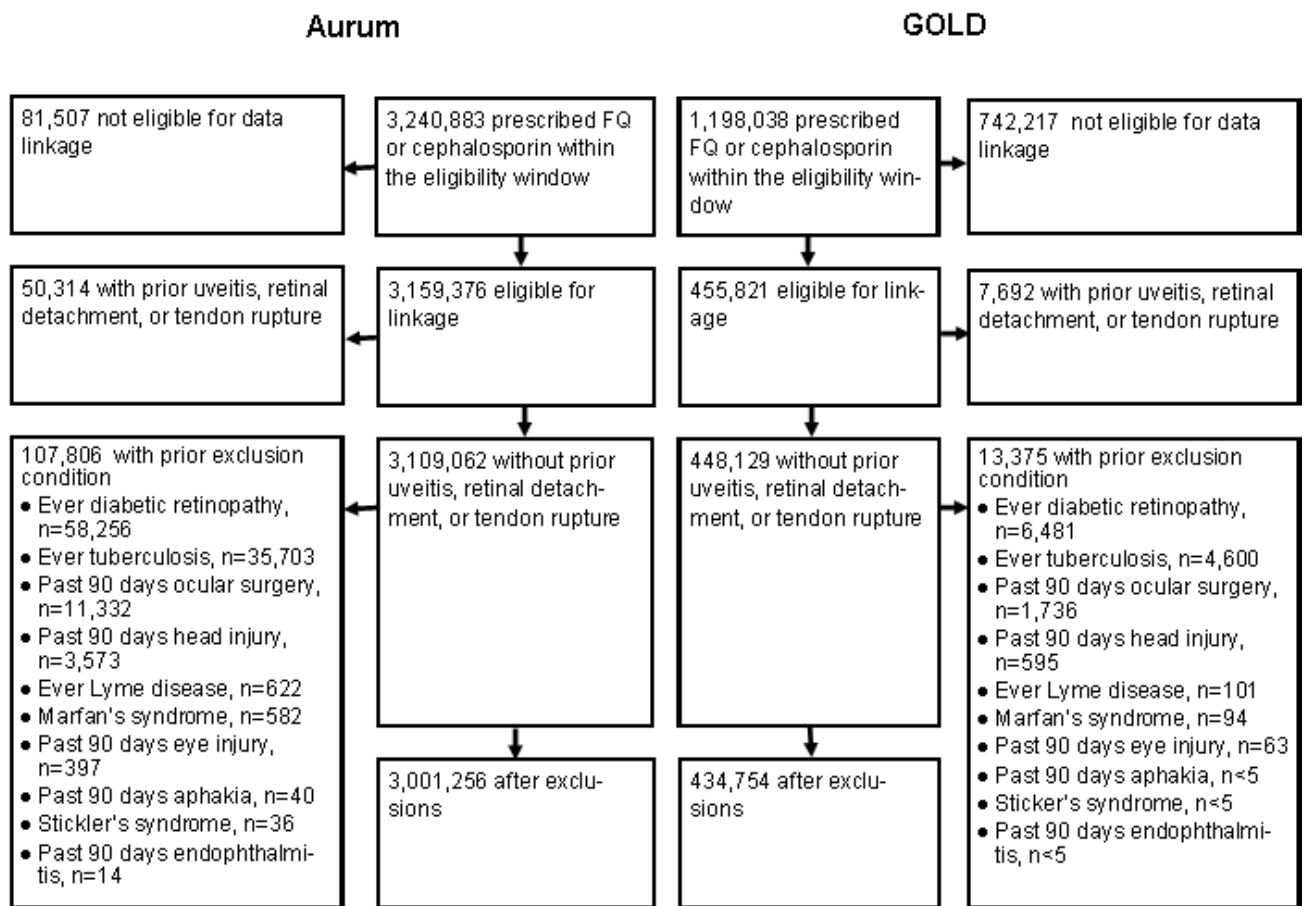 Aurum
GOLD
81,507 not eligible for data
linkage
3,240,883 prescribed FQ
or cephalosporin within
the eligibility window
1,198,038 prescribed
FQ or cephalosporin
within the eligibility win-
dow
742,217 not eligible for data
linkage
50,314 with prior uveitis, retinal
detachment, or tendon rupture
3,159,376 eligible for
linkage
455,821 eligible for link-
age
7,692 with prior uveitis, retinal
detachment, or tendon rupture
107,806 with prior exclusion
condition
● Ever diabetic retinopathy,
n=58,256
● Ever tuberculosis, n=35,703
● Past 90 days ocular surgery,
n=11,332
● Past 90 days head injury,
n=3,573
● Ever Lyme disease, n=622
● Marfan's syndrome, n=582
● Past 90 days eye injury,
n=397
● Past 90 days aphakia, n=40
● Stickler's syndrome, n=36
● Past 90 days endophthalmi-
tis, n=14
3,109,062 without prior
uveitis, retinal detach-
ment, or tendon rupture
448,129 without prior
uveitis, retinal detach-
ment, or tendon rupture
13,375 with prior exclusion
condition
● Ever diabetic retinopathy,
n=6,481
● Ever tuberculosis, n=4,600
● Past 90 days ocular surgery,
n=1,736
● Past 90 days head injury,
n=595
● Ever Lyme disease, n=101
● Marfan's syndrome, n=94
● Past 90 days eye injury, n=63
● Past 90 days aphakia, n<5
● Sticker's syndrome, n<5
● Past 90 days endophthalmi-
tis, n<5
3,001,256 after exclu-
sions
434,754 after exclu-
sions